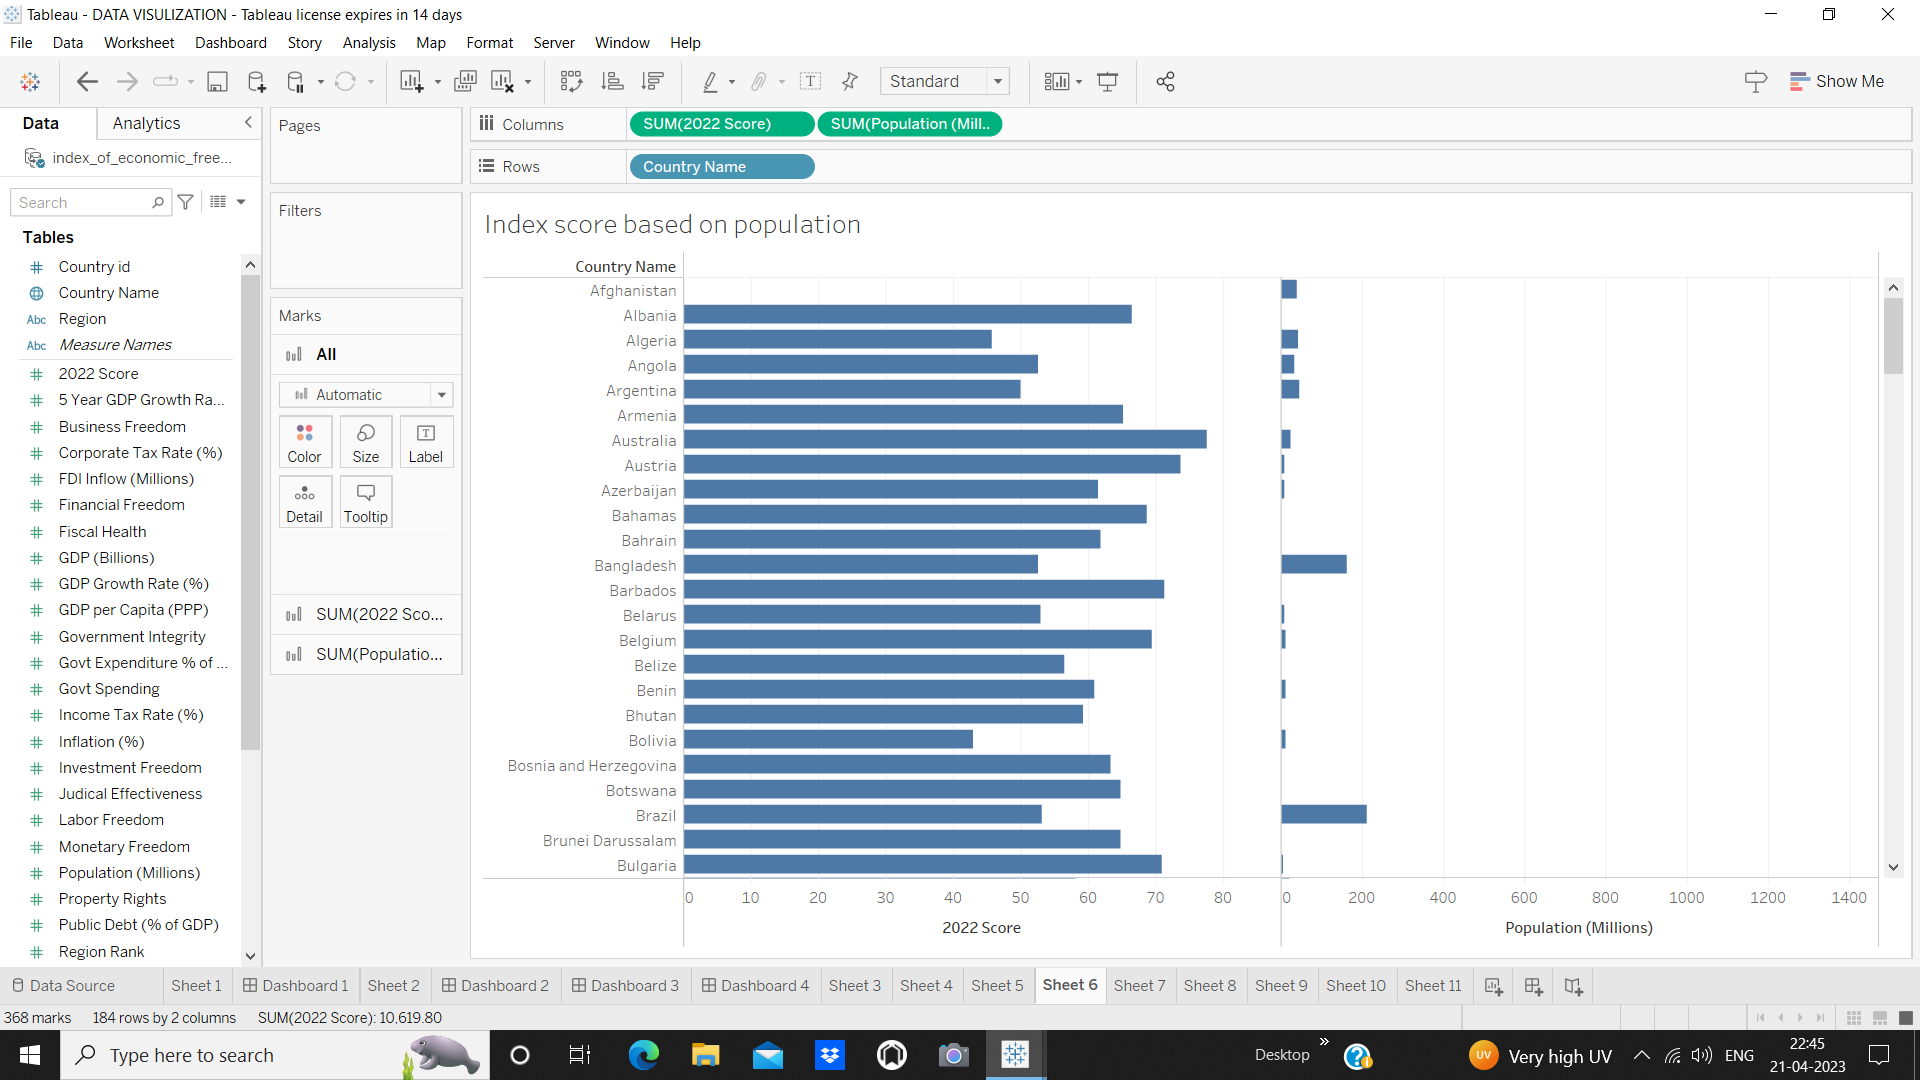 Tableau - DATA VISULIZATION - Tableau license expires in 14 days
File Data Worksheet Dashboard Story Analysis Map Format Server Window Help
Standard
Show Me
Data
Analytics
index_of_economic_free...
Search
Tables
Country id
Country Name
Abc Region
Abc Measure Names
2022 Score
5 Year GDP Growth Ra...
Business Freedom
Corporate Tax Rate (%)
FDI Inflow (Millions)
Financial Freedom
Fiscal Health
GDP (Billions)
GDP Growth Rate (%)
GDP per Capita (PPP)
Government Integrity
Govt Expenditure % of ...
Govt Spending
Income Tax Rate (%)
Inflation (%)
Investment Freedom
Judical Effectiveness
Labor Freedom
Monetary Freedom
Population (Millions)
Property Rights
Public Debt (% of GDP)
Region Rank
Pages
Filters
Marks
All
Automatic
Color Size Label
Detail Tooltip
SUM(2022 Sco...
SUM(Populatio...
Columns SUM(2022 Score) SUM(Population (Mill..
Rows Country Name
Index score based on population
Country Name
Afghanistan
Albania
Algeria
Angola
Argentina
Armenia
Australia
Austria
Azerbaijan
Bahamas
Bahrain
Bangladesh
Barbados
Belarus
Belgium
Belize
Benin
Bhutan
Bolivia
Bosnia and Herzegovina
Botswana
Brazil
Brunei Darussalam
Bulgaria
0 10 20 30 40 50 60 70 80 0 200 400 600 800 1000 1200 1400
2022 Score Population (Millions)
Data Source Sheet 1 Dashboard 1 Sheet 2 Dashboard 2 Dashboard 3 Dashboard 4 Sheet 3 Sheet 4 Sheet 5 Sheet 6 Sheet 7 Sheet 8 Sheet 9 Sheet 10 Sheet 11
368 marks 184 rows by 2 columns SUM(2022 Score): 10,619.80
Type here to search
Desktop
UV Very high UV
ENG
22:45
21-04-2023